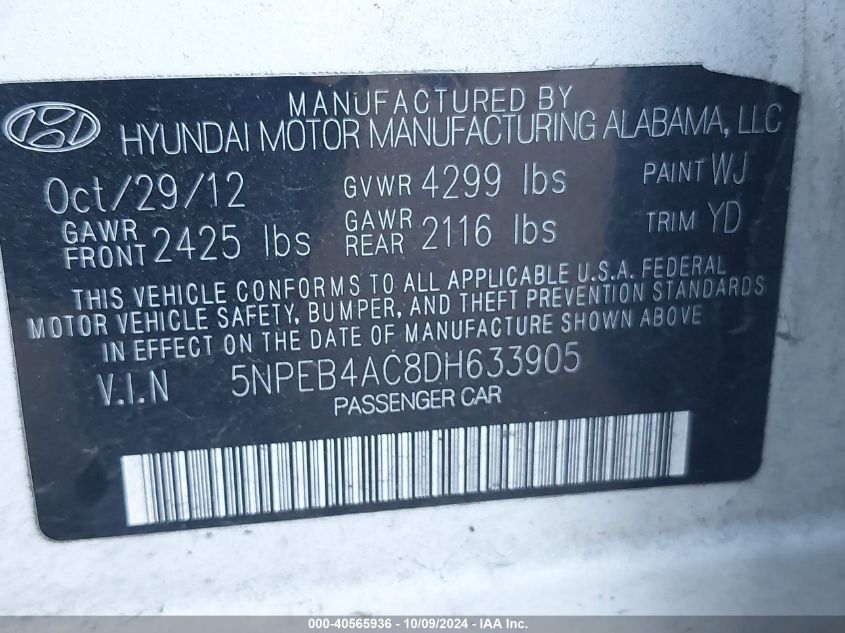 MANUFACTURED BY
HYUNDAI MOTOR MANUFACTURING ALABAMA, LLC
Oct/29/12 GVWR 4299 lbs PAINT WJ
GAWR FRONT 2425 lbs GAWR REAR 2116 lbs TRIM YD
THIS VEHICLE CONFORMS TO ALL APPLICABLE U.S.A. FEDERAL
MOTOR VEHICLE SAFETY, BUMPER, AND THEFT PREVENTION STANDARDS
IN EFFECT ON THE DATE OF MANUFACTURE SHOWN ABOVE
V.I.N 5NPEB4AC8DH633905
PASSENGER CAR
000-40565936 - 10/09/2024 - IAA Inc.